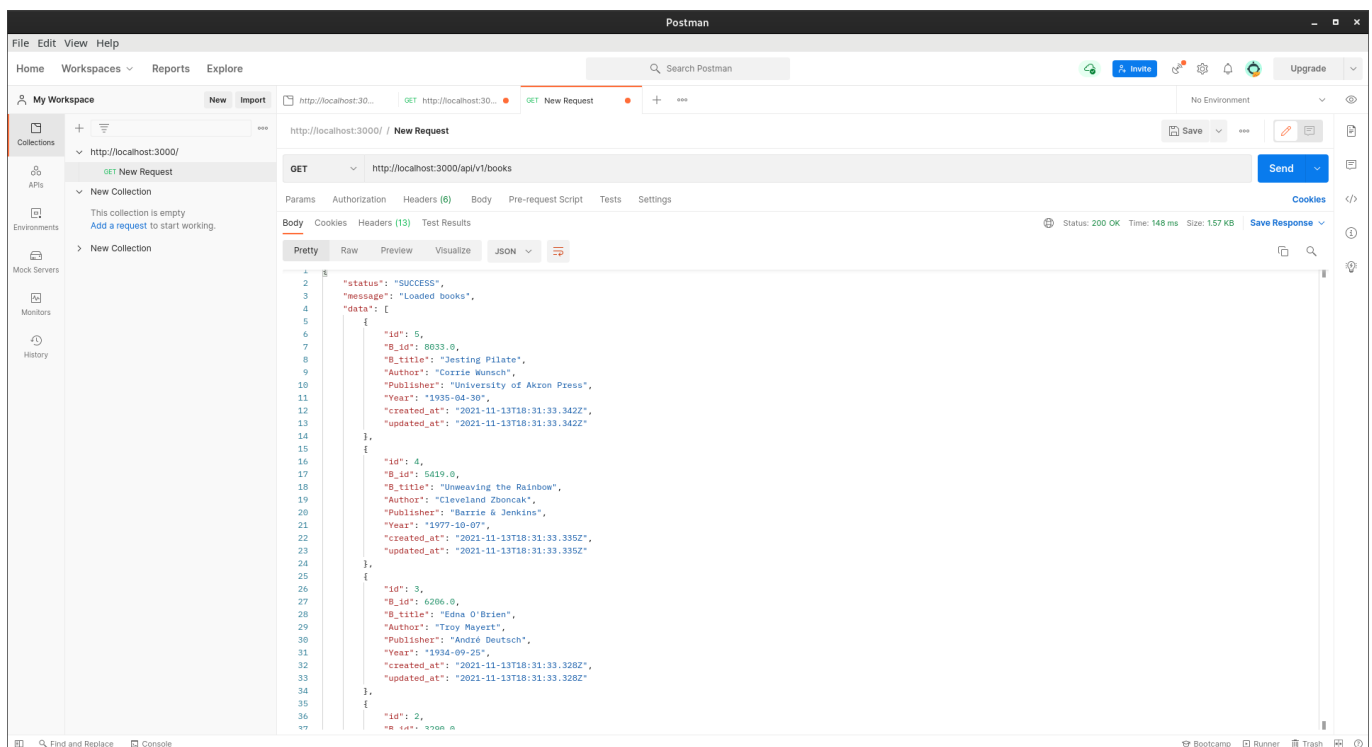 Postman
File Edit View Help
Home Workspaces Reports Explore
Search Postman
Invite
Upgrade
My Workspace
New Import
http://localhost:30...
GET http://localhost:30...
GET New Request
No Environment
Collections
APIs
Environments
Mock Servers
Monitors
History
http://localhost:3000/
GET New Request
New Collection
This collection is empty
Add a request to start working.
New Collection
http://localhost:3000/ / New Request
Save
GET
http://localhost:3000/api/v1/books
Send
Params Authorization Headers (6) Body Pre-request Script Tests Settings
Cookies
Body Cookies Headers (13) Test Results
Status: 200 OK Time: 148 ms Size: 1.57 KB Save Response
Pretty Raw Preview Visualize JSON
1 {
2 "status": "SUCCESS",
3 "message": "Loaded books",
4 "data": [
5 {
6 "id": 5,
7 "B_id": 8033.0,
8 "B_title": "Jesting Pilate",
9 "Author": "Corrie Wunsch",
10 "Publisher": "University of Akron Press",
11 "Year": "1935-04-30",
12 "created_at": "2021-11-13T18:31:33.342Z",
13 "updated_at": "2021-11-13T18:31:33.342Z"
14 },
15 {
16 "id": 4,
17 "B_id": 5419.0,
18 "B_title": "Unweaving the Rainbow",
19 "Author": "Cleveland Zboncak",
20 "Publisher": "Barrie & Jenkins",
21 "Year": "1977-10-07",
22 "created_at": "2021-11-13T18:31:33.335Z",
23 "updated_at": "2021-11-13T18:31:33.335Z"
24 },
25 {
26 "id": 3,
27 "B_id": 6206.0,
28 "B_title": "Edna O'Brien",
29 "Author": "Troy Mayert",
30 "Publisher": "André Deutsch",
31 "Year": "1934-09-25",
32 "created_at": "2021-11-13T18:31:33.328Z",
33 "updated_at": "2021-11-13T18:31:33.328Z"
34 },
35 {
36 "id": 2,
37 "B_id": 3290.0
Find and Replace Console
Bootcamp Runner Trash